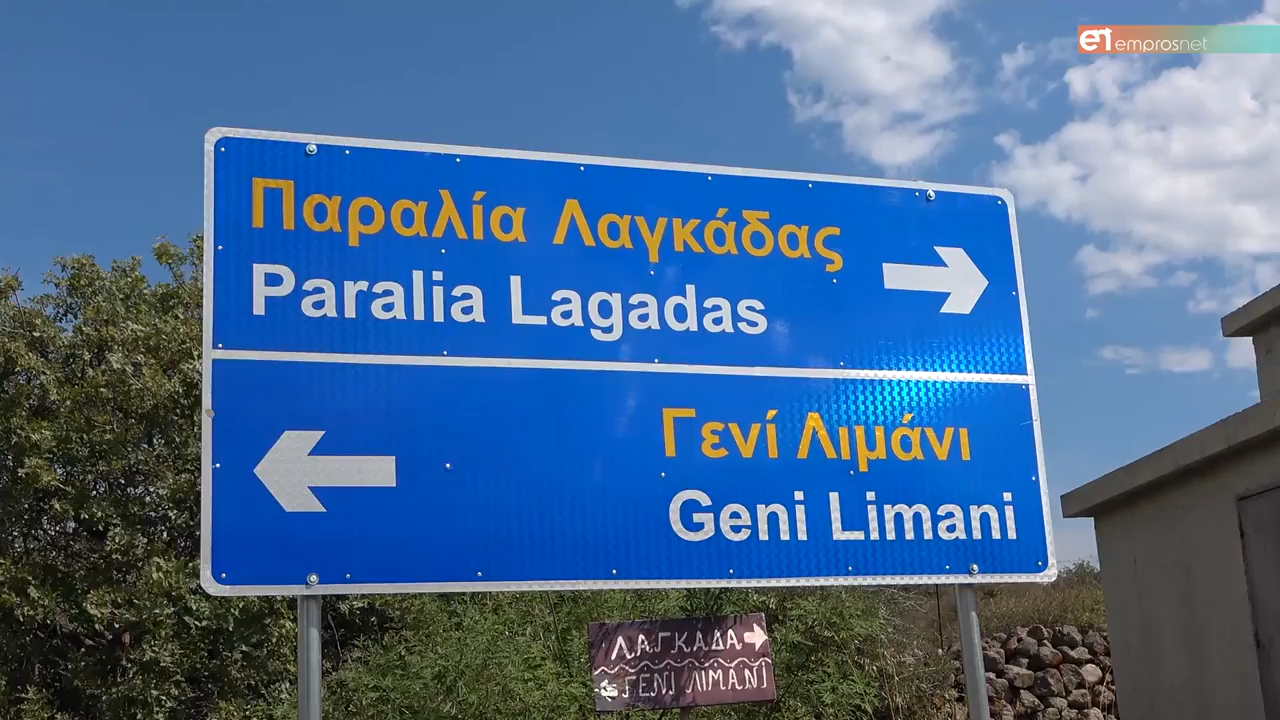 emprosnet
Παραλία Λαγκάδας
Paralia Lagadas
Γενί Λιμάνι
Geni Limani
ΛΑΓΚΑΔΑ
ΓΕΝΙ ΛΙΜΑΝΙ